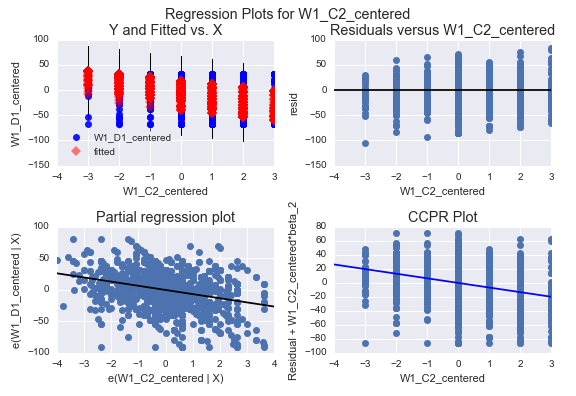 Regression Plots for W1_C2_centered
Y and Fitted vs. X
W1_D1_centered
100
50
0
−50
−100
−150
W1_D1_centered
fitted
−4 −3 −2 −1 0 1 2 3
W1_C2_centered
Residuals versus W1_C2_centered
resid
100
50
0
−50
−100
−150
−4 −3 −2 −1 0 1 2 3
W1_C2_centered
Partial regression plot
e(W1_D1_centered | X)
100
50
0
−50
−100
−4 −3 −2 −1 0 1 2 3 4
e(W1_C2_centered | X)
CCPR Plot
Residual + W1_C2_centered*beta_2
80
60
40
20
0
−20
−40
−60
−80
−100
−4 −3 −2 −1 0 1 2 3
W1_C2_centered